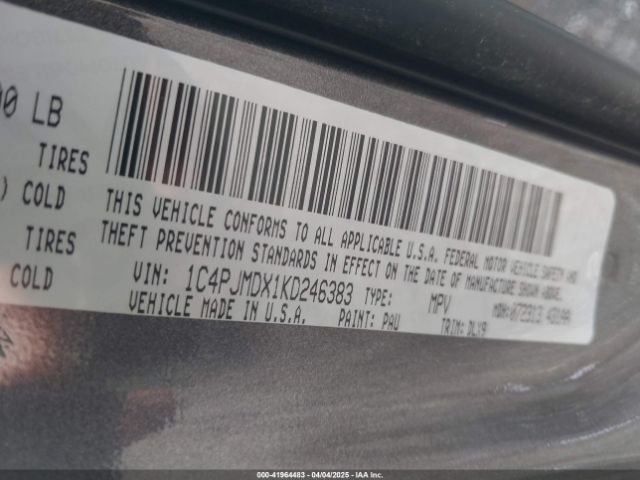 00 LB
TIRES
) COLD
TIRES
COLD
THIS VEHICLE CONFORMS TO ALL APPLICABLE U.S.A. FEDERAL MOTOR VEHICLE SAFETY AND
THEFT PREVENTION STANDARDS IN EFFECT ON THE DATE OF MANUFACTURE SHOWN ABOVE.
VIN: 1C4PJMDX1KD246383 TYPE: MPV
VEHICLE MADE IN U.S.A. PAINT: PAU TRIM: DLX9
000-41964483 - 04/04/2025 - IAA Inc.